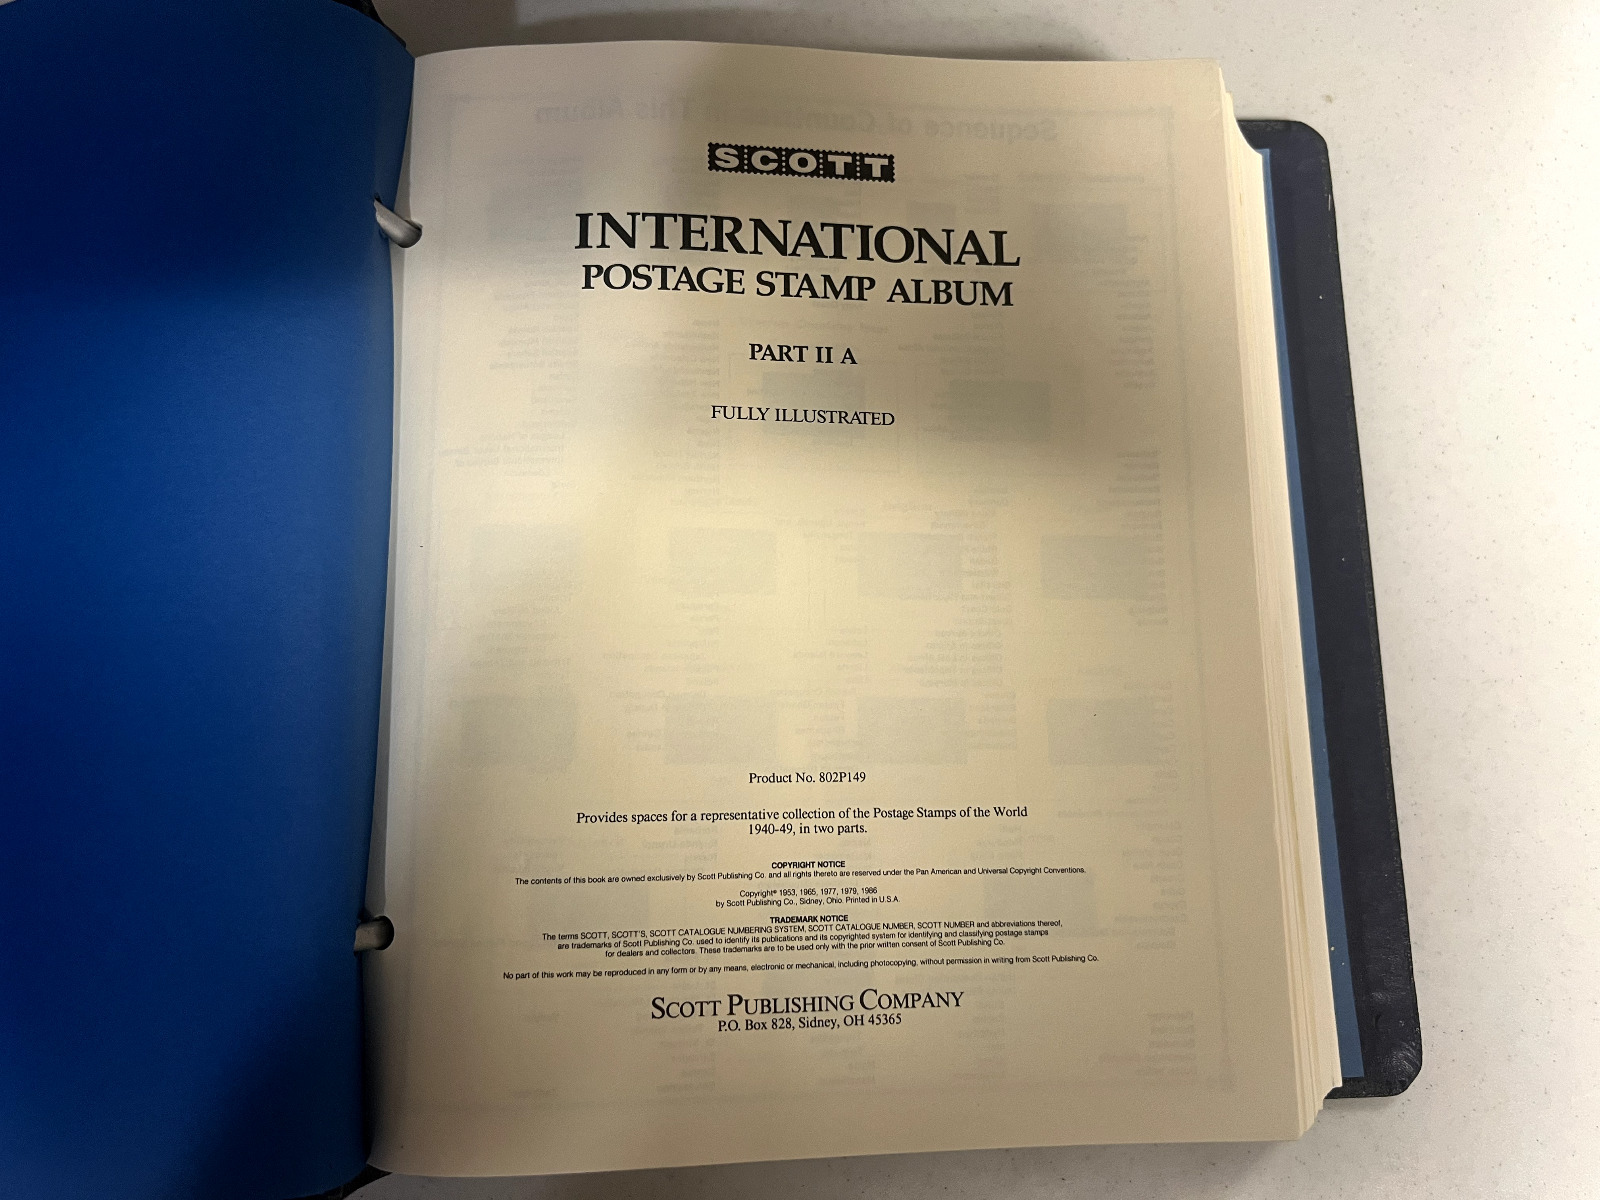 SCOTT
INTERNATIONAL
POSTAGE STAMP ALBUM
PART II A
FULLY ILLUSTRATED
Product No. 802P149
Provides spaces for a representative collection of the Postage Stamps of the World
1940-49, in two parts.
COPYRIGHT NOTICE
The contents of this book are owned exclusively by Scott Publishing Co. and all rights thereto are reserved under the Pan American and Universal Copyright Conventions.
Copyright® 1953, 1965, 1977, 1979, 1986
by Scott Publishing Co., Sidney, Ohio. Printed in U.S.A.
TRADEMARK NOTICE
The terms SCOTT, SCOTT'S, SCOTT CATALOGUE NUMBERING SYSTEM, SCOTT CATALOGUE NUMBER, SCOTT NUMBER and abbreviations thereof,
are trademarks of Scott Publishing Co. used to identify its publications and its copyrighted system for identifying and classifying postage stamps
for dealers and collectors. These trademarks are to be used only with the prior written consent of Scott Publishing Co.
No part of this work may be reproduced in any form or by any means, electronic or mechanical, including photocopying, without permission in writing from Scott Publishing Co.
SCOTT PUBLISHING COMPANY
P.O. Box 828, Sidney, OH 45365